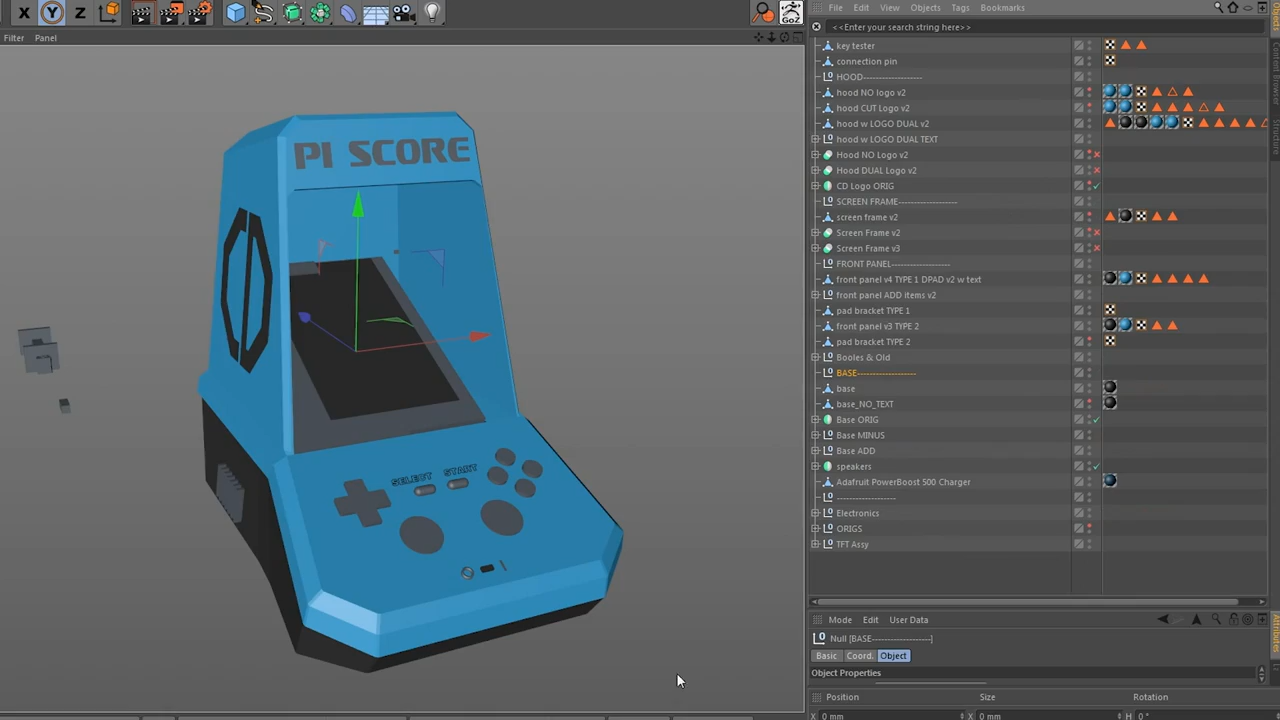 X Y Z
GoZ
Filter Panel
PI SCORE
SELECT START
File Edit View Objects Tags Bookmarks
<<Enter your search string here>>
key tester
connection pin
HOOD-------------------
hood NO logo v2
hood CUT Logo v2
hood w LOGO DUAL v2
hood w LOGO DUAL TEXT
Hood NO Logo v2
Hood DUAL Logo v2
CD Logo ORIG
SCREEN FRAME-------------------
screen frame v2
Screen Frame v2
Screen Frame v3
FRONT PANEL-------------------
front panel v4 TYPE 1 DPAD v2 w text
front panel ADD items v2
pad bracket TYPE 1
front panel v3 TYPE 2
pad bracket TYPE 2
Booles & Old
BASE-------------------
base
base_NO_TEXT
Base ORIG
Base MINUS
Base ADD
speakers
Adafruit PowerBoost 500 Charger
-------------------
Electronics
ORIGS
TFT Assy
Objects
Content Browser
Structure
Mode Edit User Data
Null [BASE-------------------]
Basic Coord. Object
Object Properties
Attributes
Position Size Rotation
X 0 mm X 0 mm H 0 °